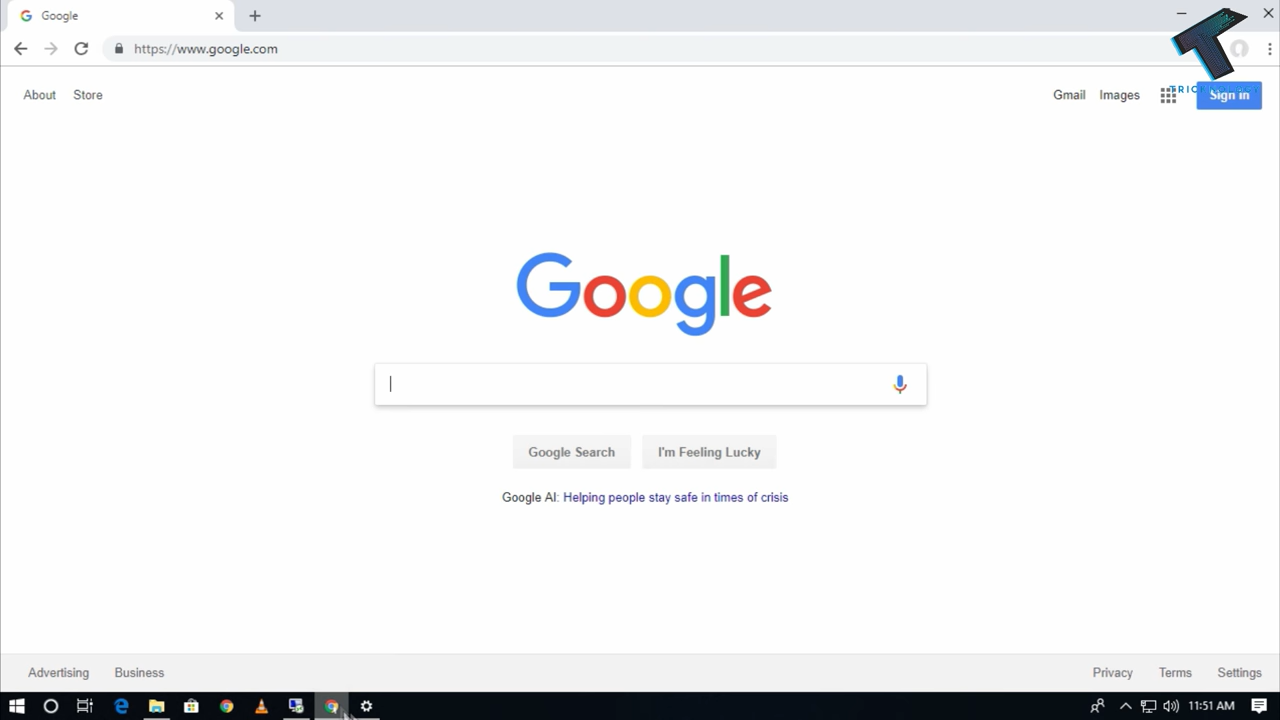 Google
https://www.google.com
About Store
Gmail Images Sign in
Google
Google Search I'm Feeling Lucky
Google AI: Helping people stay safe in times of crisis
Advertising Business
Privacy Terms Settings
11:51 AM